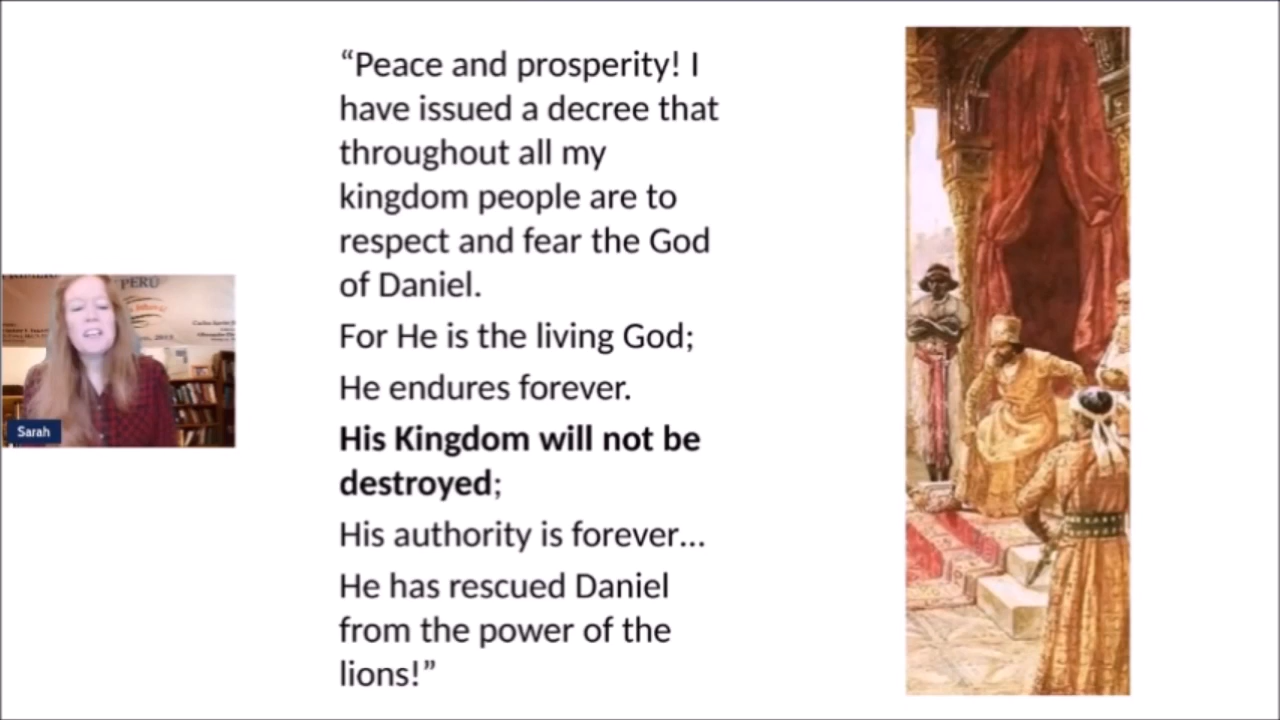 “Peace and prosperity! I
have issued a decree that
throughout all my
kingdom people are to
respect and fear the God
of Daniel.
For He is the living God;
He endures forever.
His Kingdom will not be
destroyed;
His authority is forever...
He has rescued Daniel
from the power of the
lions!”
PERÚ
Sarah